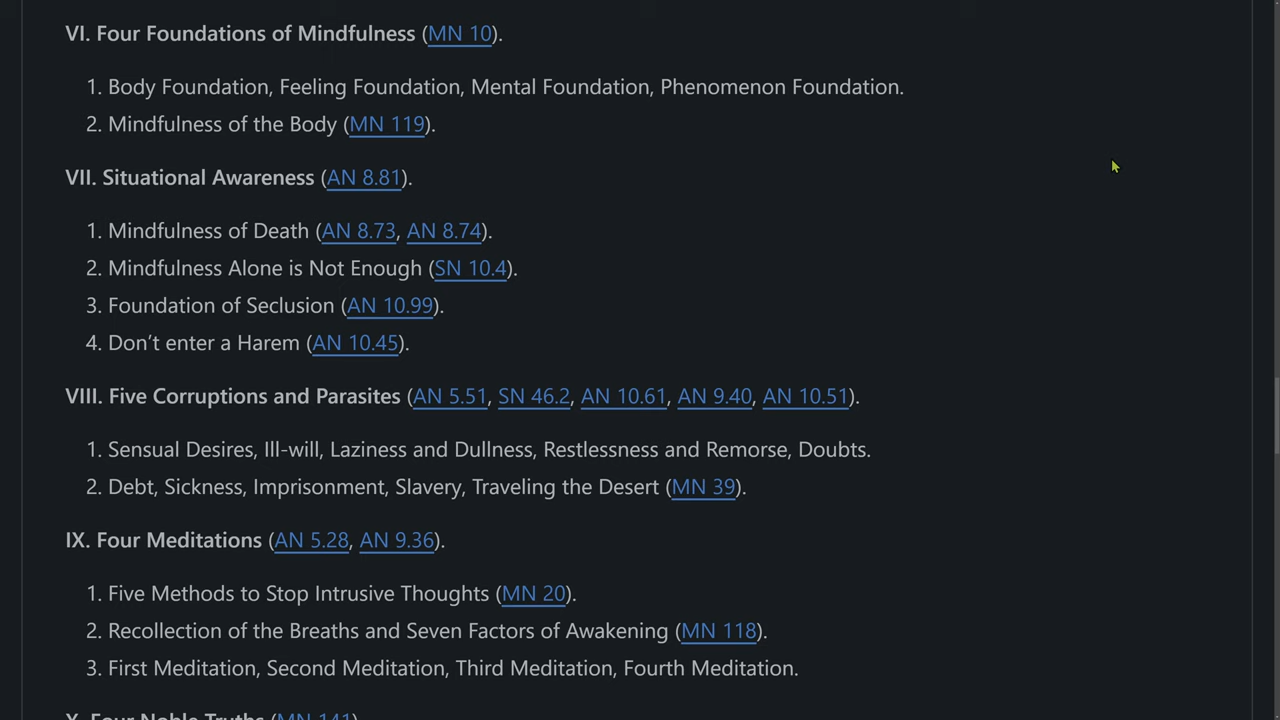 VI. Four Foundations of Mindfulness (MN 10).
1. Body Foundation, Feeling Foundation, Mental Foundation, Phenomenon Foundation.
2. Mindfulness of the Body (MN 119).
VII. Situational Awareness (AN 8.81).
1. Mindfulness of Death (AN 8.73, AN 8.74).
2. Mindfulness Alone is Not Enough (SN 10.4).
3. Foundation of Seclusion (AN 10.99).
4. Don’t enter a Harem (AN 10.45).
VIII. Five Corruptions and Parasites (AN 5.51, SN 46.2, AN 10.61, AN 9.40, AN 10.51).
1. Sensual Desires, Ill-will, Laziness and Dullness, Restlessness and Remorse, Doubts.
2. Debt, Sickness, Imprisonment, Slavery, Traveling the Desert (MN 39).
IX. Four Meditations (AN 5.28, AN 9.36).
1. Five Methods to Stop Intrusive Thoughts (MN 20).
2. Recollection of the Breaths and Seven Factors of Awakening (MN 118).
3. First Meditation, Second Meditation, Third Meditation, Fourth Meditation.
X. Four Noble Truths (MN 141).